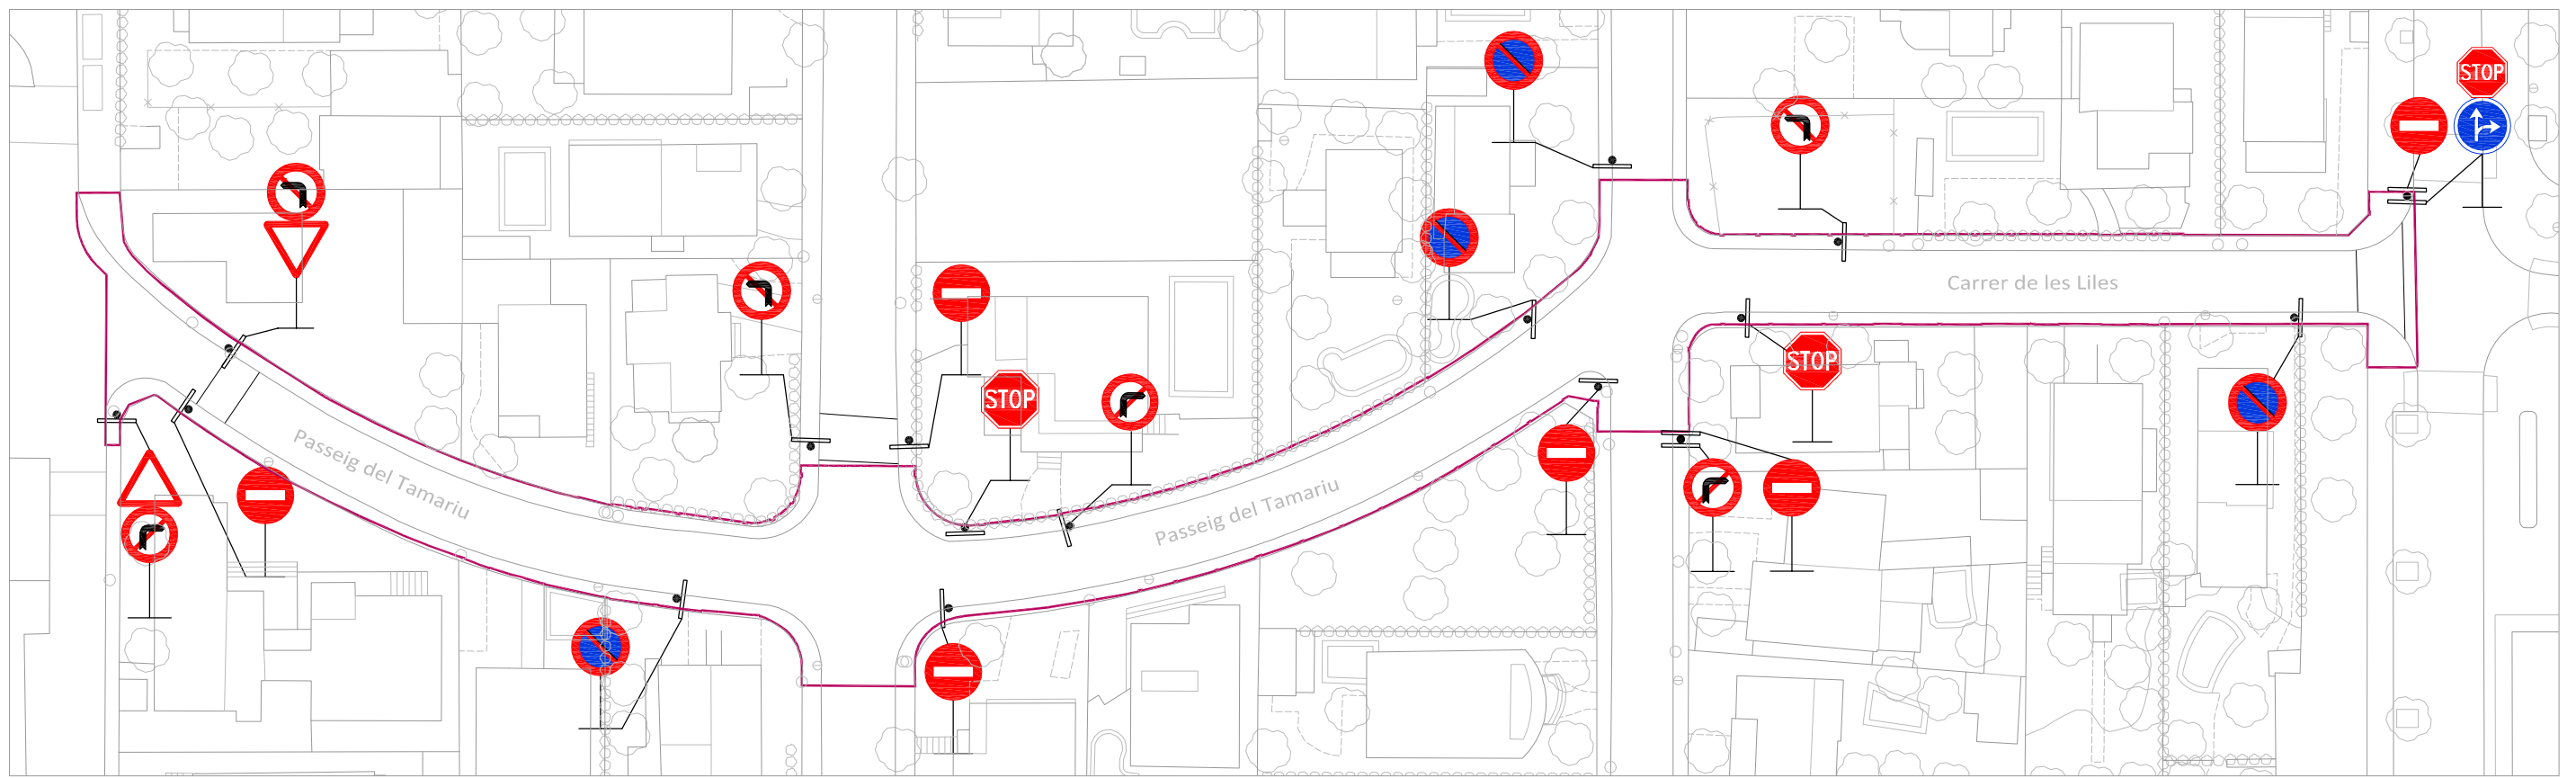 STOP
Carrer de les Liles
STOP
STOP
Passeig del Tamariu
Passeig del Tamariu